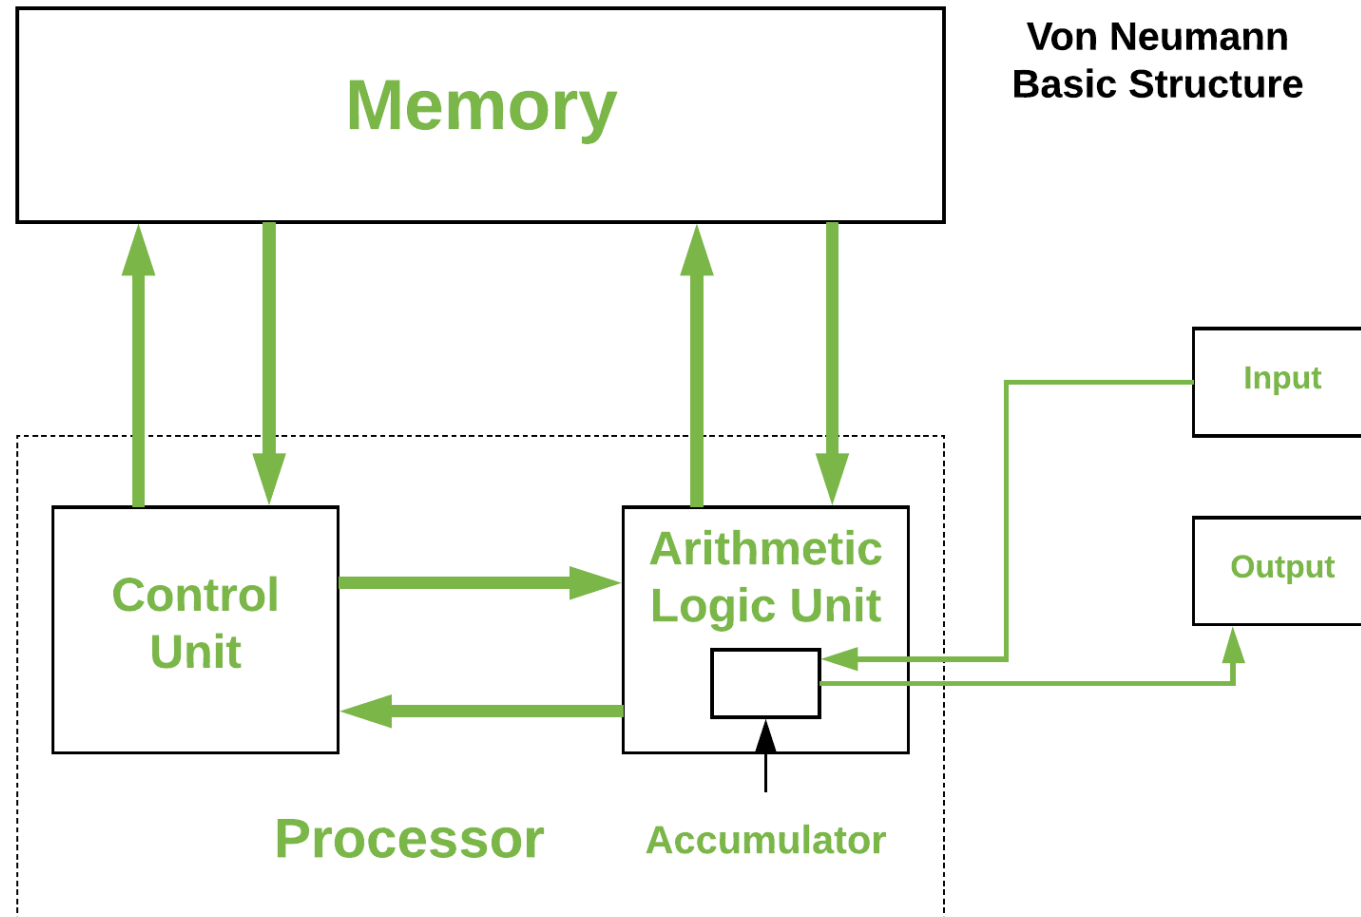 Von Neumann
Basic Structure
Memory
Input
Output
Control
Unit
Arithmetic
Logic Unit
Processor
Accumulator